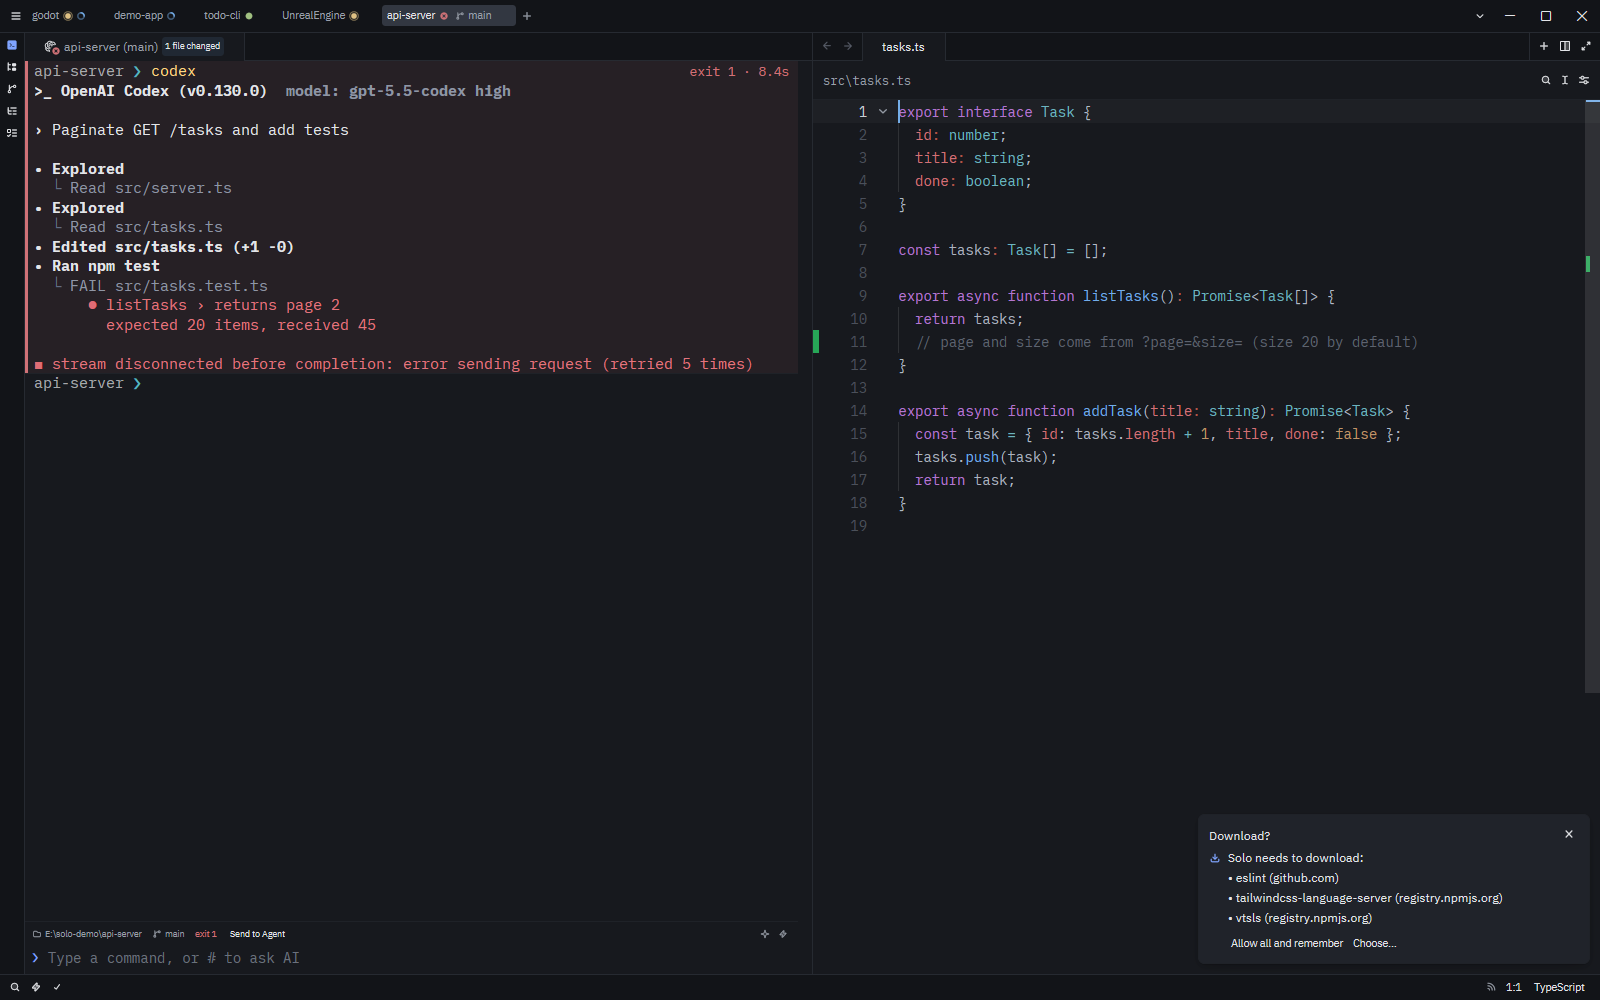 godot
demo-app
todo-cli
UnrealEngine
api-server main
api-server (main) 1 file changed
tasks.ts
api-server ❯ codex
exit 1 · 8.4s
>_ OpenAI Codex (v0.130.0) model: gpt-5.5-codex high
› Paginate GET /tasks and add tests
• Explored
└ Read src/server.ts
• Explored
└ Read src/tasks.ts
• Edited src/tasks.ts (+1 -0)
• Ran npm test
└ FAIL src/tasks.test.ts
● listTasks › returns page 2
expected 20 items, received 45
■ stream disconnected before completion: error sending request (retried 5 times)
api-server ❯
E:\solo-demo\api-server main exit 1 Send to Agent
❯ Type a command, or # to ask AI
src\tasks.ts
1 export interface Task {
2 id: number;
3 title: string;
4 done: boolean;
5 }
6
7 const tasks: Task[] = [];
8
9 export async function listTasks(): Promise<Task[]> {
10 return tasks;
11 // page and size come from ?page=&size= (size 20 by default)
12 }
13
14 export async function addTask(title: string): Promise<Task> {
15 const task = { id: tasks.length + 1, title, done: false };
16 tasks.push(task);
17 return task;
18 }
19
Download?
Solo needs to download:
• eslint (github.com)
• tailwindcss-language-server (registry.npmjs.org)
• vtsls (registry.npmjs.org)
Allow all and remember Choose...
1:1 TypeScript